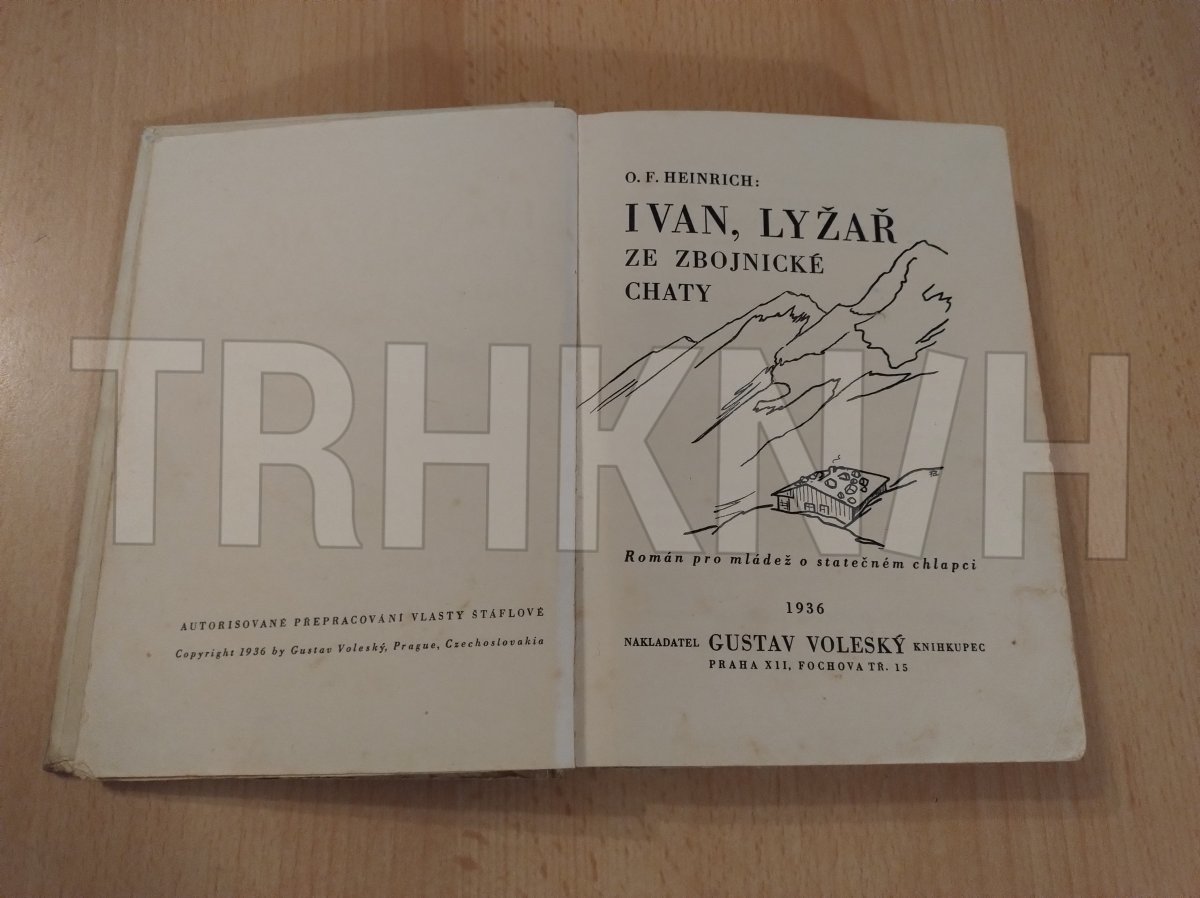 AUTORISOVANÉ PŘEPRACOVÁNÍ VLASTY ŠTÁFLOVÉ
Copyright 1936 by Gustav Voleský, Prague, Czechoslovakia
O. F. HEINRICH:
IVAN, LYŽAŘ
ZE ZBOJNICKÉ
CHATY
Román pro mládež o statečném chlapci
1936
NAKLADATEL GUSTAV VOLESKÝ KNIHKUPEC
PRAHA XII, FOCHOVA TŘ. 15
TRHKNIH